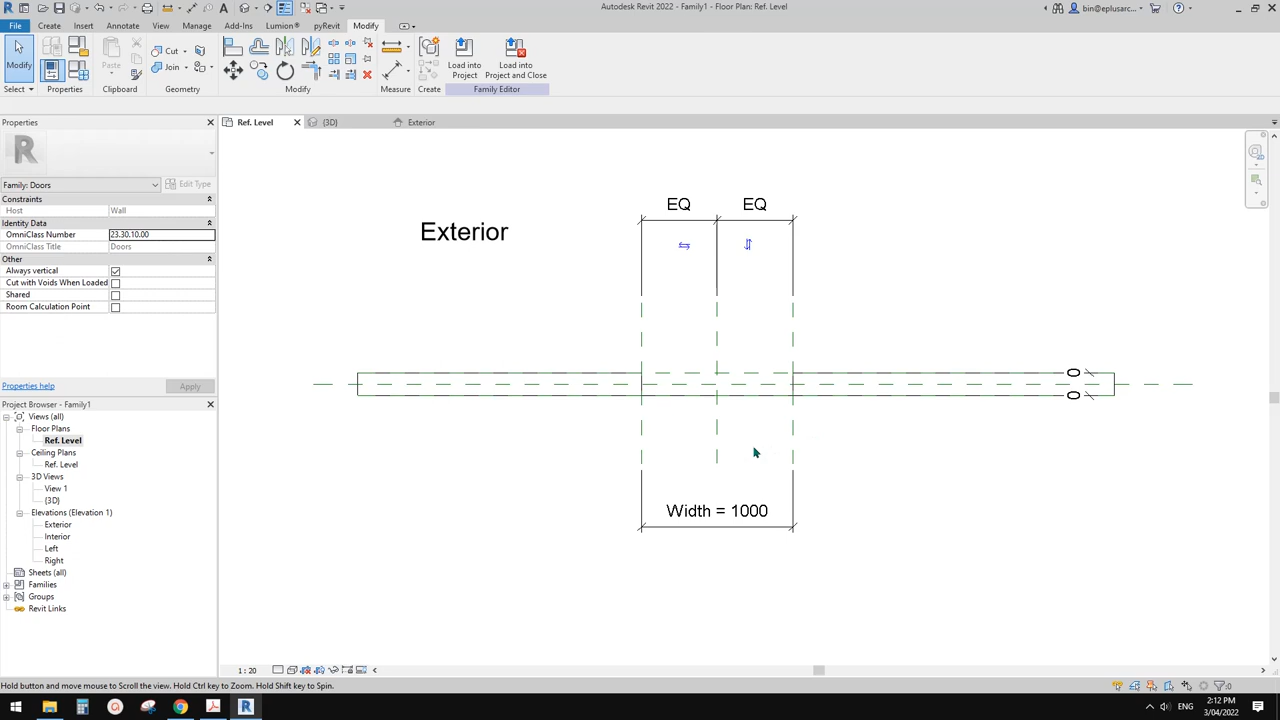 Autodesk Revit 2022 - Family1 - Floor Plan: Ref. Level
bin@eplusarc...
File Create Insert Annotate View Manage Add-Ins Lumion® pyRevit Modify
Modify
Paste
Cut
Join
Load into
Project
Load into
Project and Close
Select Properties Clipboard Geometry Modify Measure Create Family Editor
Properties
Ref. Level
{3D}
Exterior
Family: Doors
Edit Type
Constraints
Host Wall
Identity Data
OmniClass Number 23.30.10.00
OmniClass Title Doors
Other
Always vertical
Cut with Voids When Loaded
Shared
Room Calculation Point
Properties help
Apply
Project Browser - Family1
Views (all)
Floor Plans
Ref. Level
Ceiling Plans
Ref. Level
3D Views
View 1
{3D}
Elevations (Elevation 1)
Exterior
Interior
Left
Right
Sheets (all)
Families
Groups
Revit Links
EQ EQ
Exterior
0
0
Width = 1000
1 : 20
Hold button and move mouse to Scroll the view. Hold Ctrl key to Zoom. Hold Shift key to Spin.
:0
ENG
2:12 PM
3/04/2022